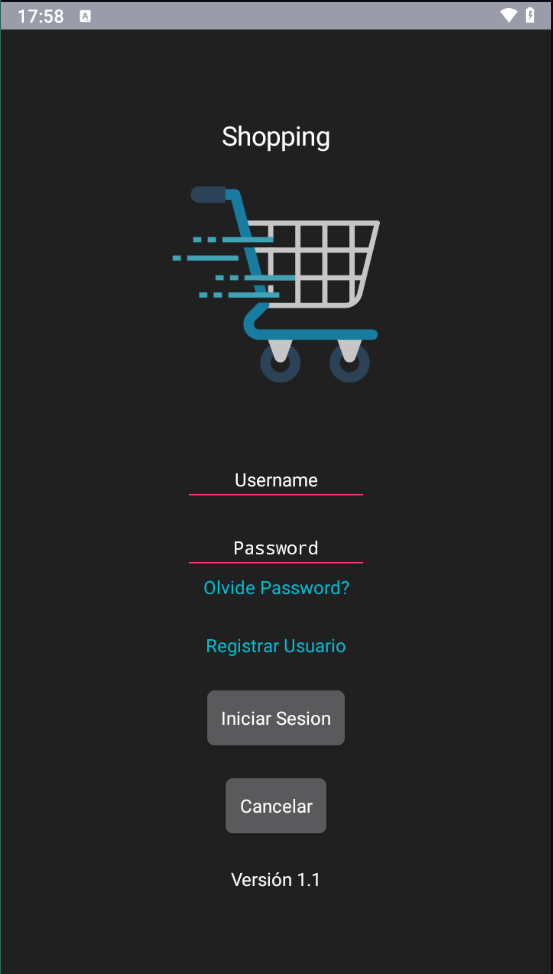 17:58
Shopping
Username
Password
Olvide Password?
Registrar Usuario
Iniciar Sesion
Cancelar
Versión 1.1